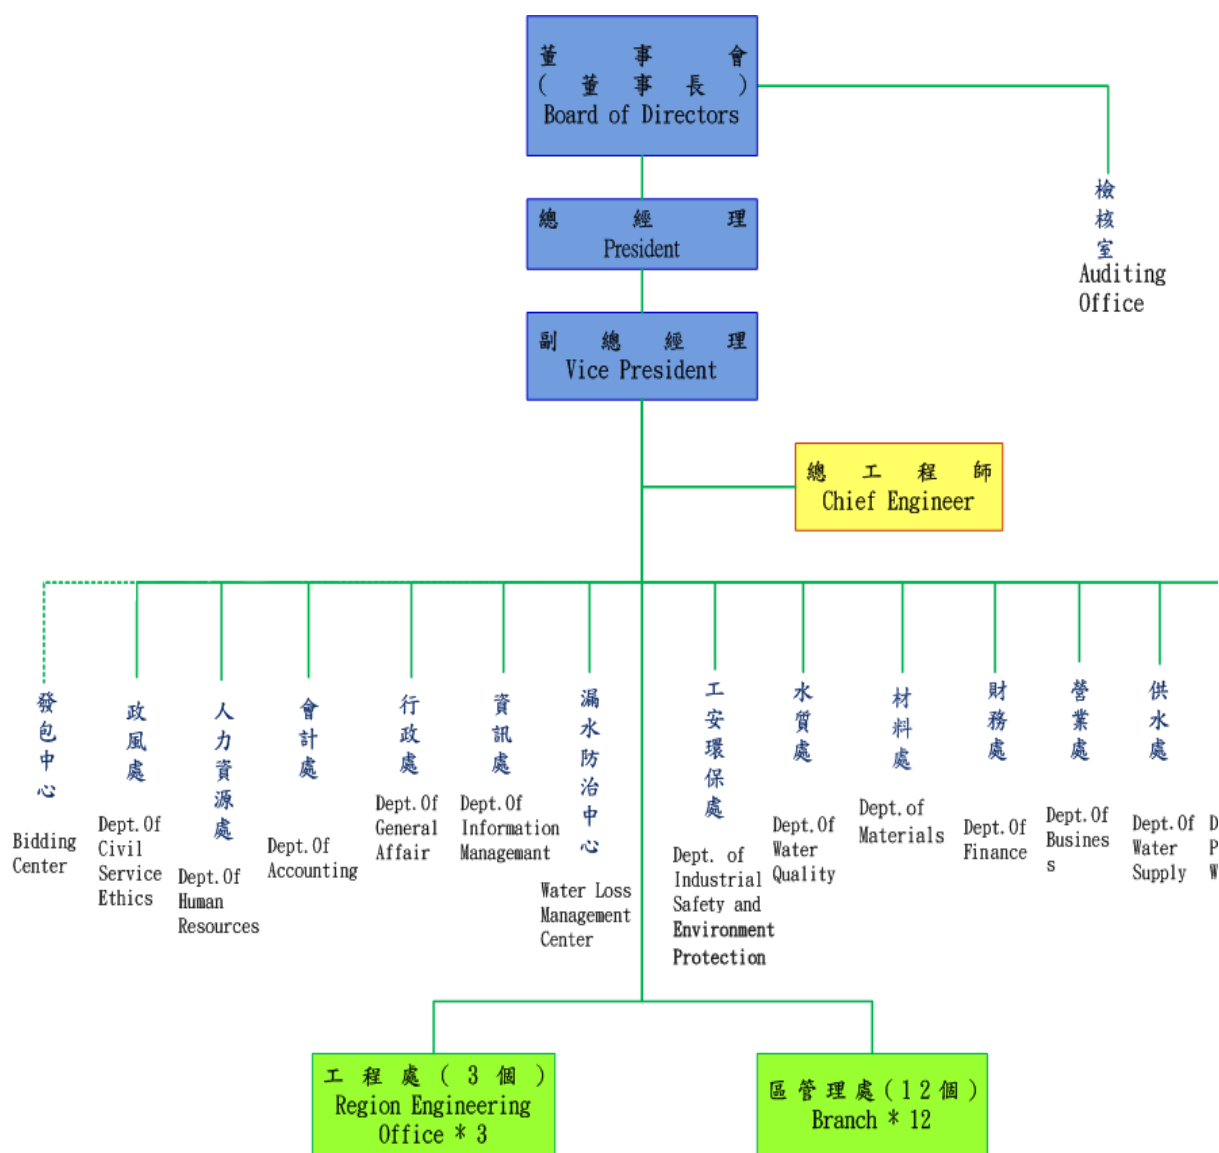 董事會
(董事長)
Board of Directors
總經理
President
副總經理
Vice President
檢核室
Auditing
Office
總工程師
Chief Engineer
發包中心
Bidding
Center
政風處
Dept.Of
Civil
Service
Ethics
人力資源處
Dept.Of
Human
Resources
會計處
Dept.Of
Accounting
行政處
Dept.Of
General
Affair
資訊處
Dept.Of
Information
Managemant
漏水防治中心
Water Loss
Management
Center
工安環保處
Dept. of
Industrial
Safety and
Environment
Protection
水質處
Dept.Of
Water
Quality
材料處
Dept.of
Materials
財務處
Dept.Of
Finance
營業處
Dept.Of
Busines
s
供水處
Dept.Of
Water
Supply
D
P
W
工程處(3個)
Region Engineering
Office * 3
區管理處(12個)
Branch * 12